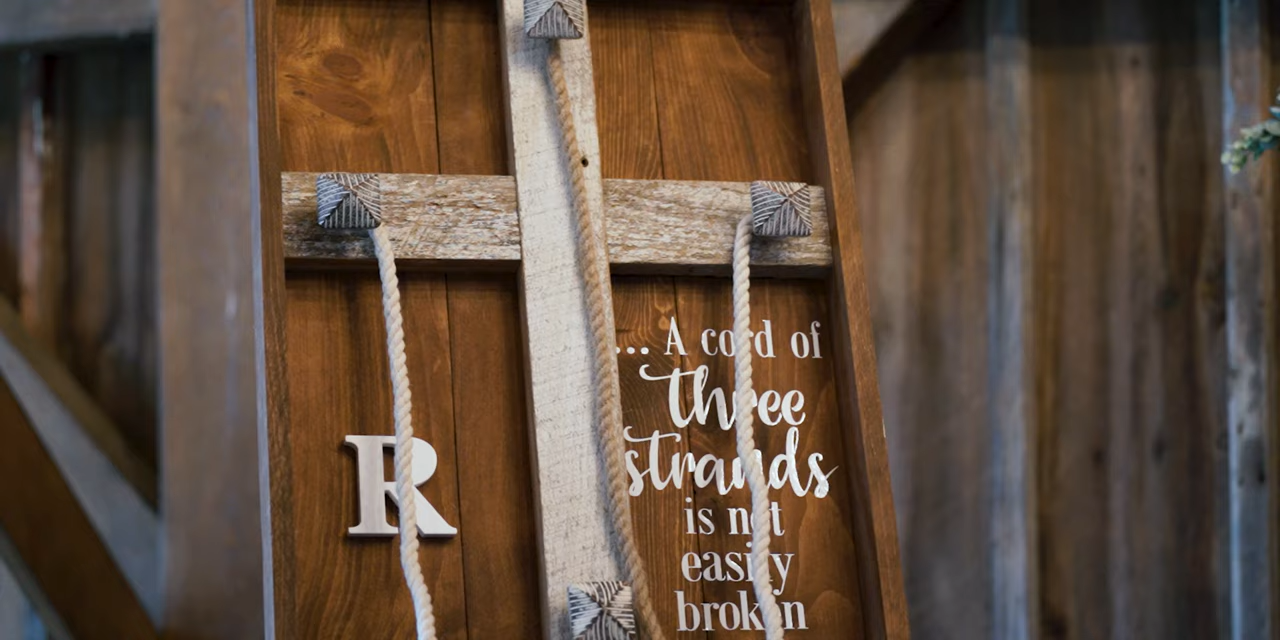 R
... A cord of
three
strands
is not
easily
broken